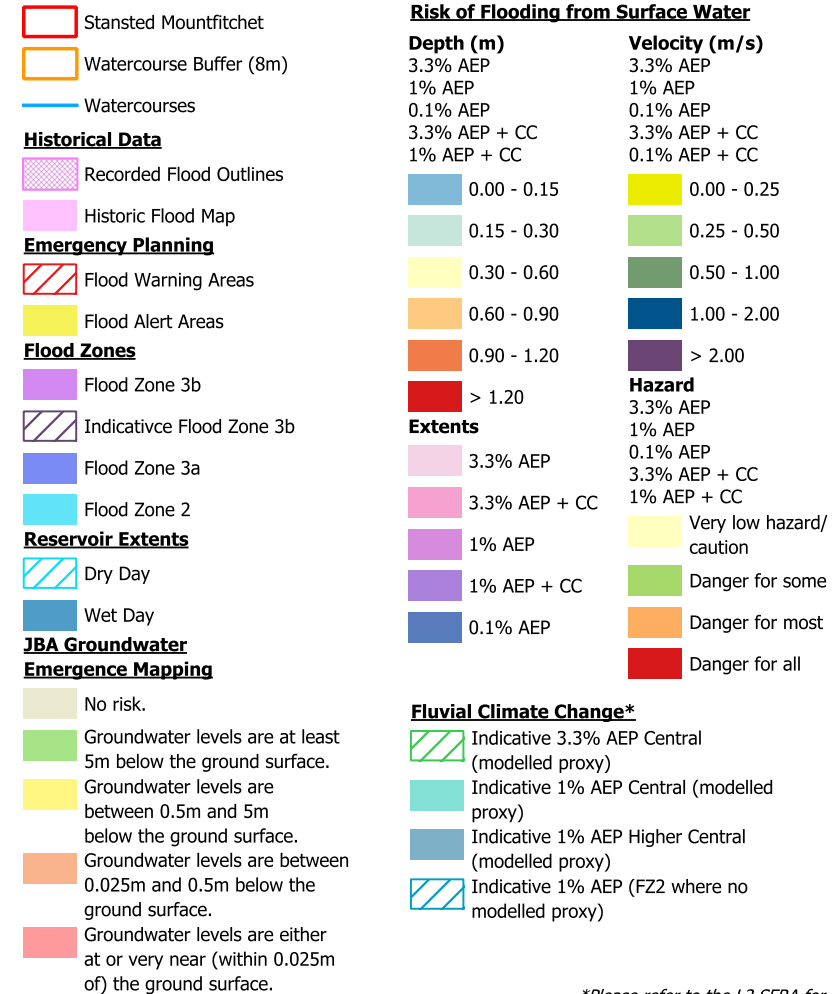 Stansted Mountfitchet
Watercourse Buffer (8m)
Watercourses
Historical Data
Recorded Flood Outlines
Historic Flood Map
Emergency Planning
Flood Warning Areas
Flood Alert Areas
Flood Zones
Flood Zone 3b
Indicativce Flood Zone 3b
Flood Zone 3a
Flood Zone 2
Reservoir Extents
Dry Day
Wet Day
JBA Groundwater
Emergence Mapping
No risk.
Groundwater levels are at least
5m below the ground surface.
Groundwater levels are
between 0.5m and 5m
below the ground surface.
Groundwater levels are between
0.025m and 0.5m below the
ground surface.
Groundwater levels are either
at or very near (within 0.025m
of) the ground surface.
Risk of Flooding from Surface Water
Depth (m)
3.3% AEP
1% AEP
0.1% AEP
3.3% AEP + CC
1% AEP + CC
0.00 - 0.15
0.15 - 0.30
0.30 - 0.60
0.60 - 0.90
0.90 - 1.20
> 1.20
Extents
3.3% AEP
3.3% AEP + CC
1% AEP
1% AEP + CC
0.1% AEP
Velocity (m/s)
3.3% AEP
1% AEP
0.1% AEP
3.3% AEP + CC
0.1% AEP + CC
0.00 - 0.25
0.25 - 0.50
0.50 - 1.00
1.00 - 2.00
> 2.00
Hazard
3.3% AEP
1% AEP
0.1% AEP
3.3% AEP + CC
1% AEP + CC
Very low hazard/
caution
Danger for some
Danger for most
Danger for all
Fluvial Climate Change*
Indicative 3.3% AEP Central
(modelled proxy)
Indicative 1% AEP Central (modelled
proxy)
Indicative 1% AEP Higher Central
(modelled proxy)
Indicative 1% AEP (FZ2 where no
modelled proxy)
*Please refer to the L2 SFRA for